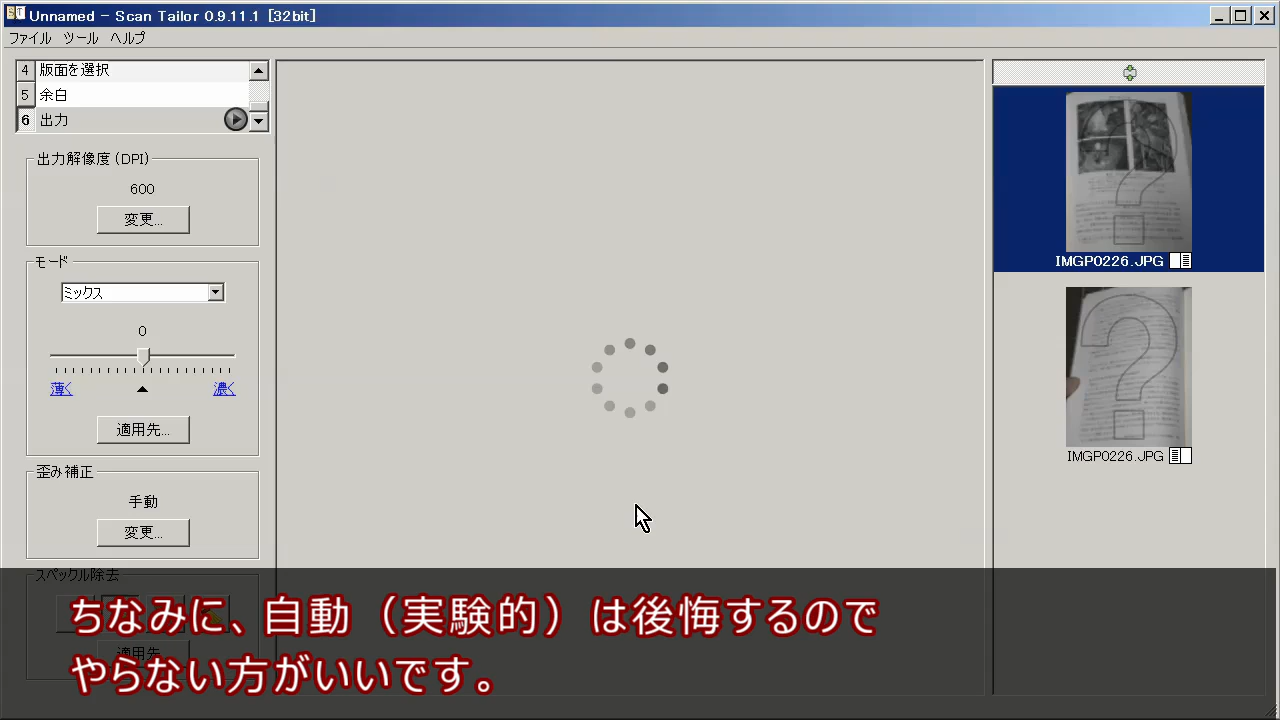 Unnamed - Scan Tailor 0.9.11.1 [32bit]
ファイル ツール ヘルプ
4 版面を選択
5 余白
6 出力
出力解像度 (DPI)
600
変更...
モード
ミックス
0
薄く 濃く
適用先...
歪み補正
手動
変更...
スペックル除去
適用先...
IMGP0226.JPG
IMGP0226.JPG
ちなみに、自動（実験的）は後悔するので
やらない方がいいです。